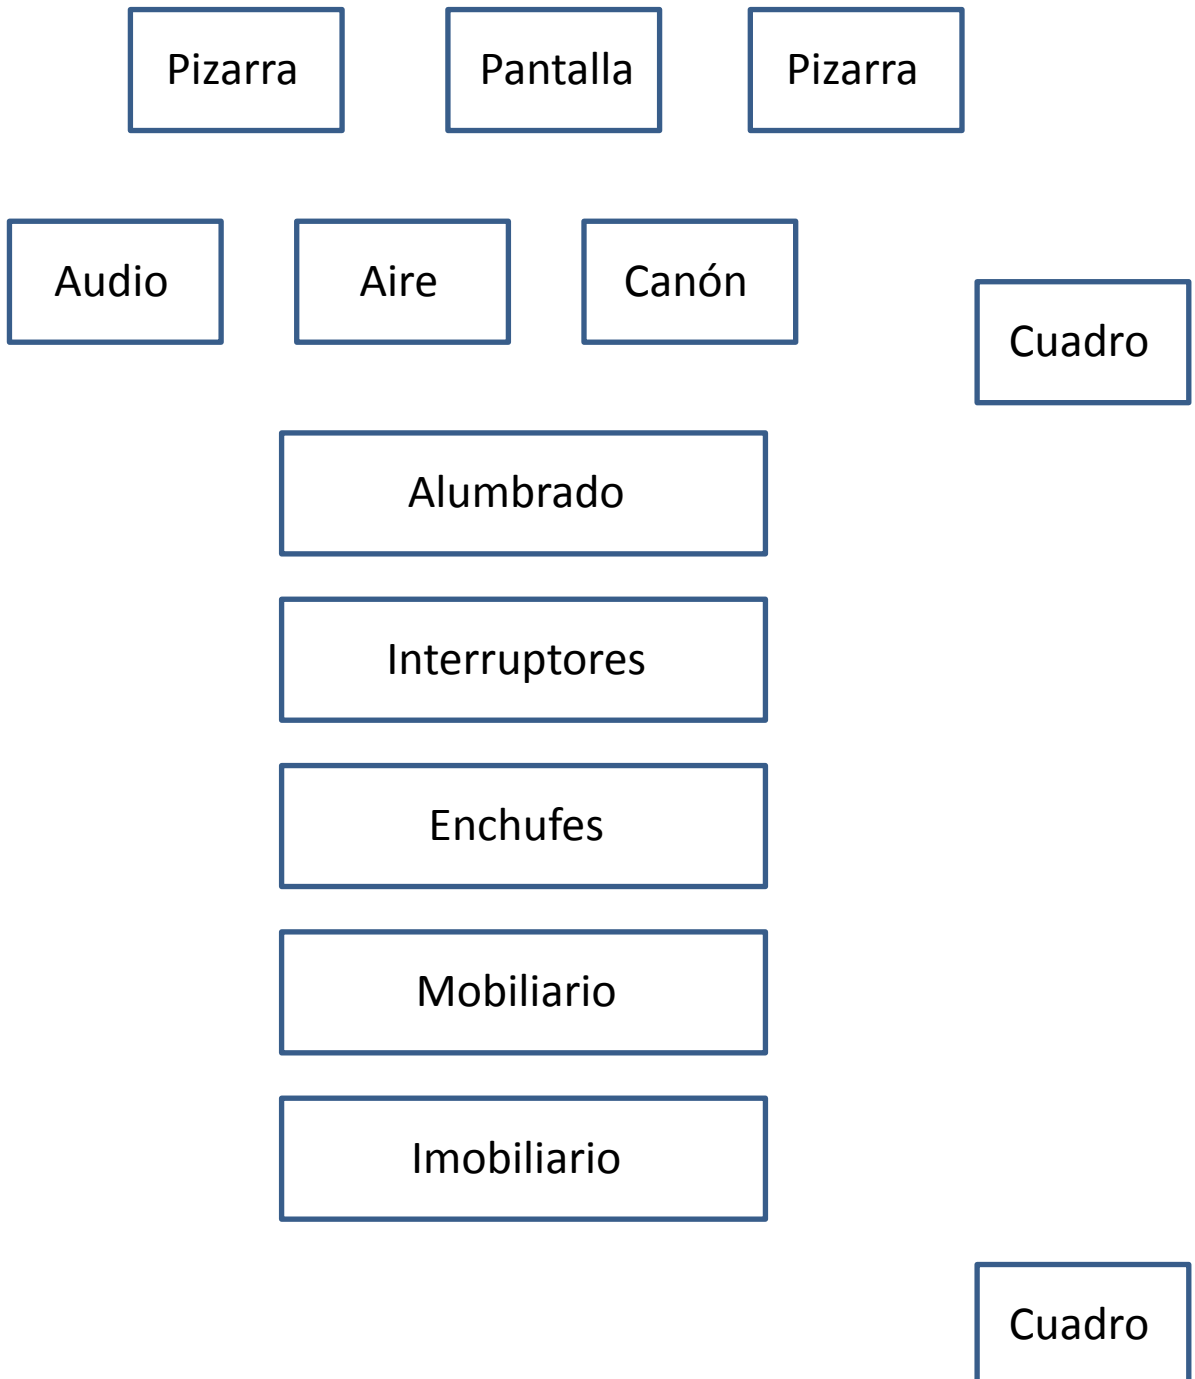 Pizarra
Pantalla
Pizarra
Audio
Aire
Canón
Cuadro
Alumbrado
Interruptores
Enchufes
Mobiliario
Imobiliario
Cuadro